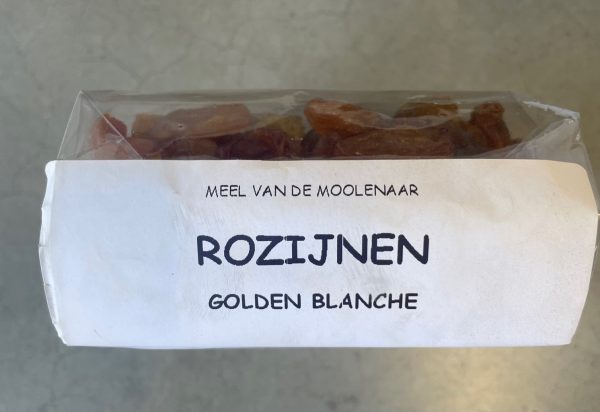 MEEL VAN DE MOOLENAAR
ROZIJNEN
GOLDEN BLANCHE